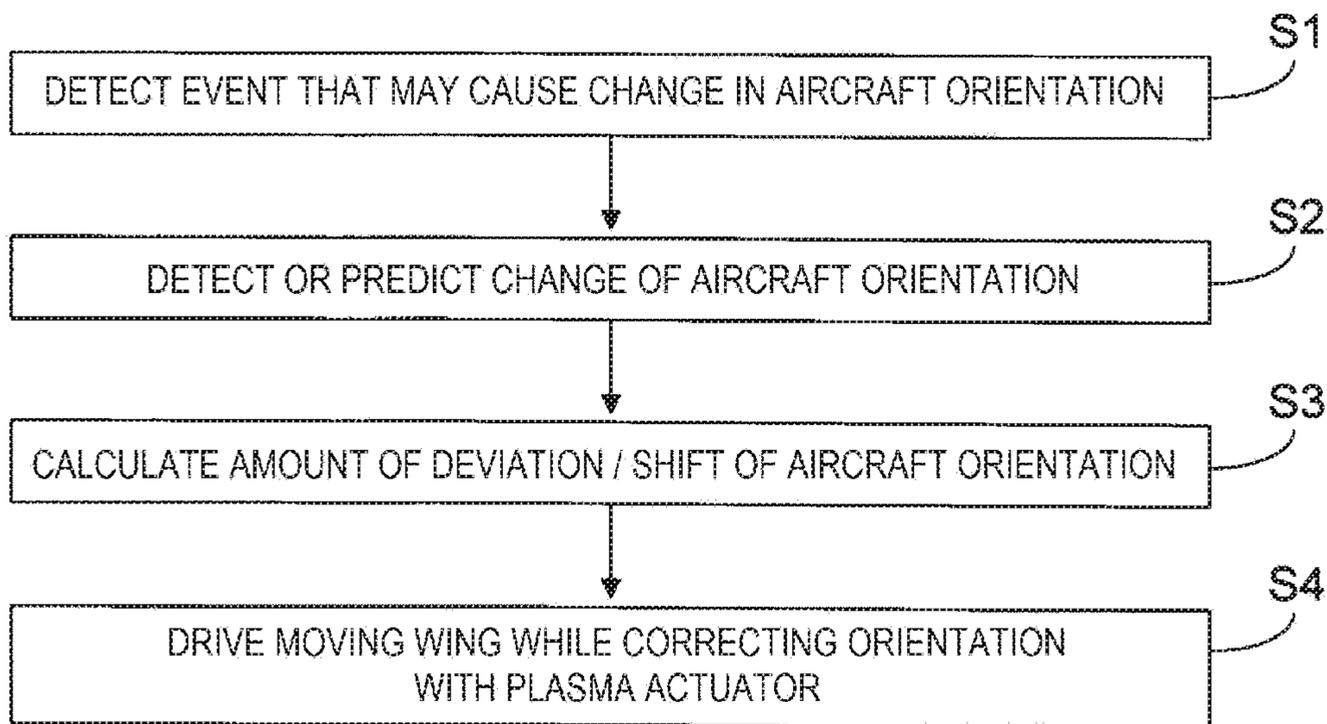 S1
DETECT EVENT THAT MAY CAUSE CHANGE IN AIRCRAFT ORIENTATION
S2
DETECT OR PREDICT CHANGE OF AIRCRAFT ORIENTATION
S3
CALCULATE AMOUNT OF DEVIATION / SHIFT OF AIRCRAFT ORIENTATION
S4
DRIVE MOVING WING WHILE CORRECTING ORIENTATION
WITH PLASMA ACTUATOR